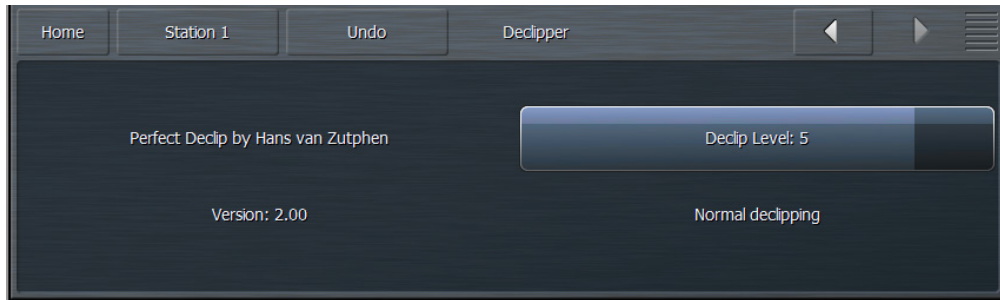 Home Station 1 Undo Declipper
Perfect Declip by Hans van Zutphen
Declip Level: 5
Version: 2.00
Normal declipping